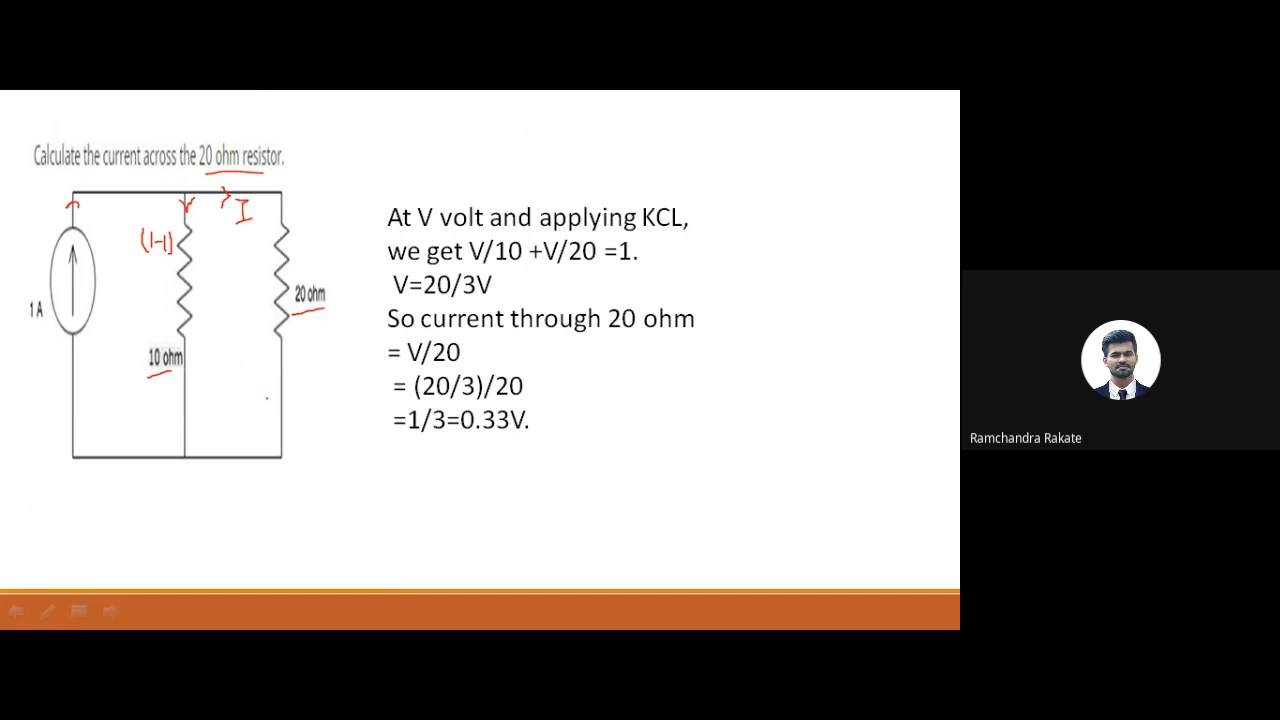 Calculate the current across the 20 ohm resistor.
I
(1-I)
1 A
20 ohm
10 ohm
At V volt and applying KCL,
we get V/10 +V/20 =1.
V=20/3V
So current through 20 ohm
= V/20
= (20/3)/20
=1/3=0.33V.
Ramchandra Rakate